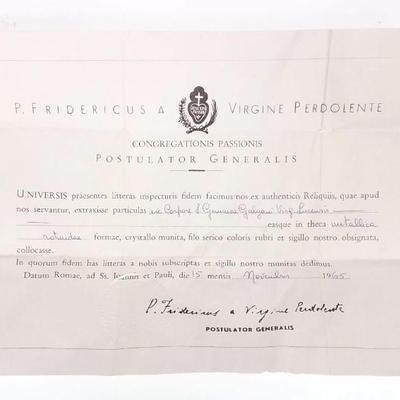 P. FRIDERICUS A VIRGINE PERDOLENTE
CONGREGATIONIS PASSIONIS
POSTULATOR GENERALIS
UNIVERSIS praesentes litteras inspecturis fidem facimus nos ex authenticis Reliquiis, quae apud
nos servantur, extraxisse particulas ex Corpore S. Gemmae Galgani Virg. Lucensis
easque in theca metallica
rotundae formae, crystallo munita, filo serico coloris rubri et sigillo nostro obsignata,
collocasse.
In quorum fidem has litteras a nobis subscriptas et sigillo nostro munitas dedimus.
Datum Romae, ad Ss. Joannis et Pauli, die 15 mensis Novembris 1965
P. Fridericus a Virgine Perdolente
POSTULATOR GENERALIS